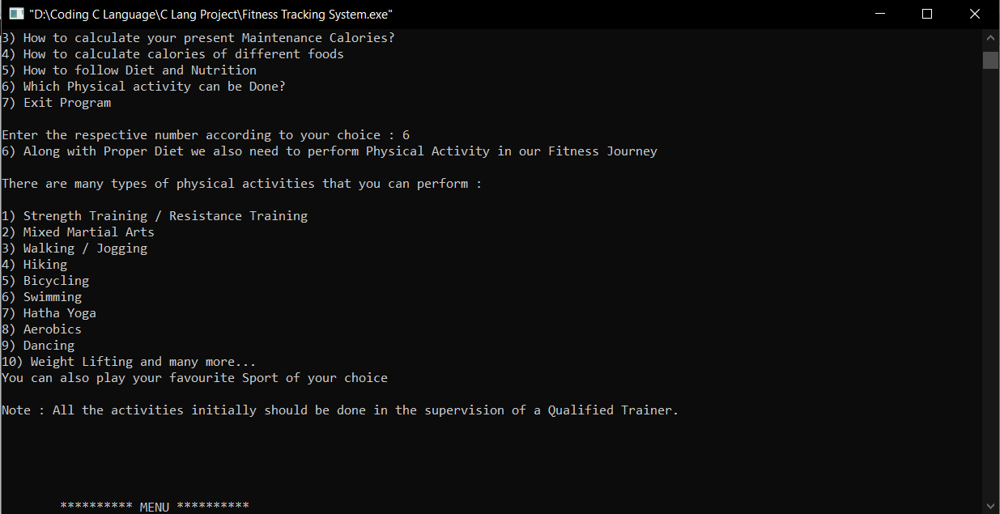 "D:\Coding C Language\C Lang Project\Fitness Tracking System.exe"
3) How to calculate your present Maintenance Calories?
4) How to calculate calories of different foods
5) How to follow Diet and Nutrition
6) Which Physical activity can be Done?
7) Exit Program
Enter the respective number according to your choice : 6
6) Along with Proper Diet we also need to perform Physical Activity in our Fitness Journey
There are many types of physical activities that you can perform :
1) Strength Training / Resistance Training
2) Mixed Martial Arts
3) Walking / Jogging
4) Hiking
5) Bicycling
6) Swimming
7) Hatha Yoga
8) Aerobics
9) Dancing
10) Weight Lifting and many more...
You can also play your favourite Sport of your choice
Note : All the activities initially should be done in the supervision of a Qualified Trainer.
********** MENU **********